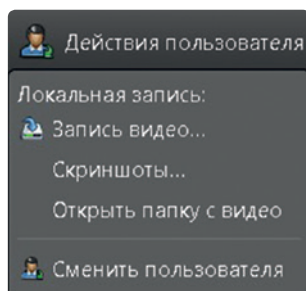 Действия пользователя
Локальная запись:
Запись видео...
Скриншоты...
Открыть папку с видео
Сменить пользователя